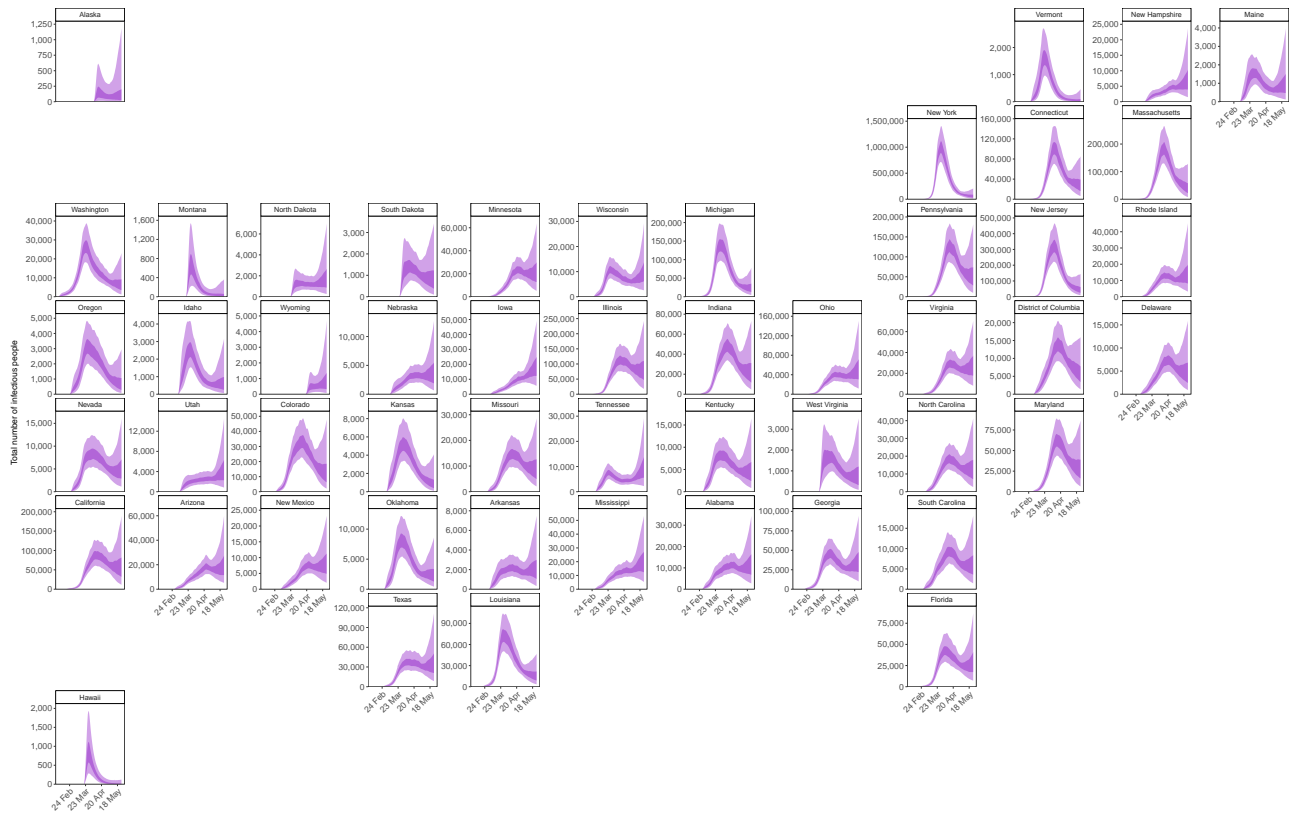 Total number of infectious people
Alaska
1,250
1,000
750
500
250
0
Vermont
2,000
1,000
0
New Hampshire
25,000
20,000
15,000
10,000
5,000
0
Maine
4,000
3,000
2,000
1,000
0
24 Feb
23 Mar
20 Apr
18 May
New York
1,500,000
1,000,000
500,000
0
Connecticut
160,000
120,000
80,000
40,000
0
Massachusetts
200,000
100,000
0
Washington
40,000
30,000
20,000
10,000
0
Montana
1,600
1,200
800
400
0
North Dakota
6,000
4,000
2,000
0
South Dakota
3,000
2,000
1,000
0
Minnesota
60,000
40,000
20,000
0
Wisconsin
30,000
20,000
10,000
0
Michigan
200,000
150,000
100,000
50,000
0
Pennsylvania
200,000
150,000
100,000
50,000
0
New Jersey
500,000
400,000
300,000
200,000
100,000
0
Rhode Island
40,000
30,000
20,000
10,000
0
Oregon
5,000
4,000
3,000
2,000
1,000
0
Idaho
4,000
3,000
2,000
1,000
0
Wyoming
5,000
4,000
3,000
2,000
1,000
0
Nebraska
10,000
5,000
0
Iowa
50,000
40,000
30,000
20,000
10,000
0
Illinois
250,000
200,000
150,000
100,000
50,000
0
Indiana
80,000
60,000
40,000
20,000
0
Ohio
160,000
120,000
80,000
40,000
0
Virginia
60,000
40,000
20,000
0
District of Columbia
20,000
15,000
10,000
5,000
0
Delaware
15,000
10,000
5,000
0
24 Feb
23 Mar
20 Apr
18 May
Nevada
15,000
10,000
5,000
0
Utah
12,000
8,000
4,000
0
Colorado
50,000
40,000
30,000
20,000
10,000
0
Kansas
8,000
6,000
4,000
2,000
0
Missouri
30,000
20,000
10,000
0
Tennessee
30,000
20,000
10,000
0
Kentucky
20,000
15,000
10,000
5,000
0
West Virginia
3,000
2,000
1,000
0
North Carolina
40,000
30,000
20,000
10,000
0
Maryland
75,000
50,000
25,000
0
24 Feb
23 Mar
20 Apr
18 May
California
200,000
150,000
100,000
50,000
0
Arizona
60,000
40,000
20,000
0
24 Feb
23 Mar
20 Apr
18 May
New Mexico
25,000
20,000
15,000
10,000
5,000
0
24 Feb
23 Mar
20 Apr
18 May
Oklahoma
10,000
5,000
0
Arkansas
8,000
6,000
4,000
2,000
0
Mississippi
50,000
40,000
30,000
20,000
10,000
0
24 Feb
23 Mar
20 Apr
18 May
Alabama
30,000
20,000
10,000
0
24 Feb
23 Mar
20 Apr
18 May
Georgia
100,000
75,000
50,000
25,000
0
24 Feb
23 Mar
20 Apr
18 May
South Carolina
15,000
10,000
5,000
0
Texas
120,000
90,000
60,000
30,000
0
24 Feb
23 Mar
20 Apr
18 May
Louisiana
90,000
60,000
30,000
0
24 Feb
23 Mar
20 Apr
18 May
Florida
75,000
50,000
25,000
0
24 Feb
23 Mar
20 Apr
18 May
Hawaii
2,000
1,500
1,000
500
0
24 Feb
23 Mar
20 Apr
18 May